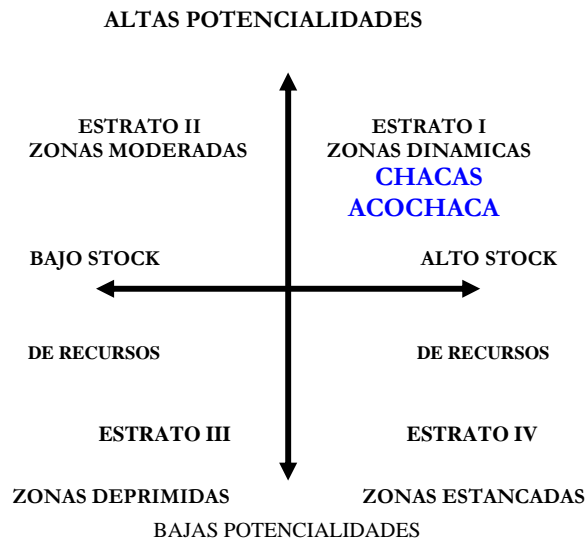 ALTAS POTENCIALIDADES
ESTRATO II
ZONAS MODERADAS
ESTRATO I
ZONAS DINAMICAS
CHACAS
ACOCHACA
BAJO STOCK
ALTO STOCK
DE RECURSOS
DE RECURSOS
ESTRATO III
ESTRATO IV
ZONAS DEPRIMIDAS
ZONAS ESTANCADAS
BAJAS POTENCIALIDADES